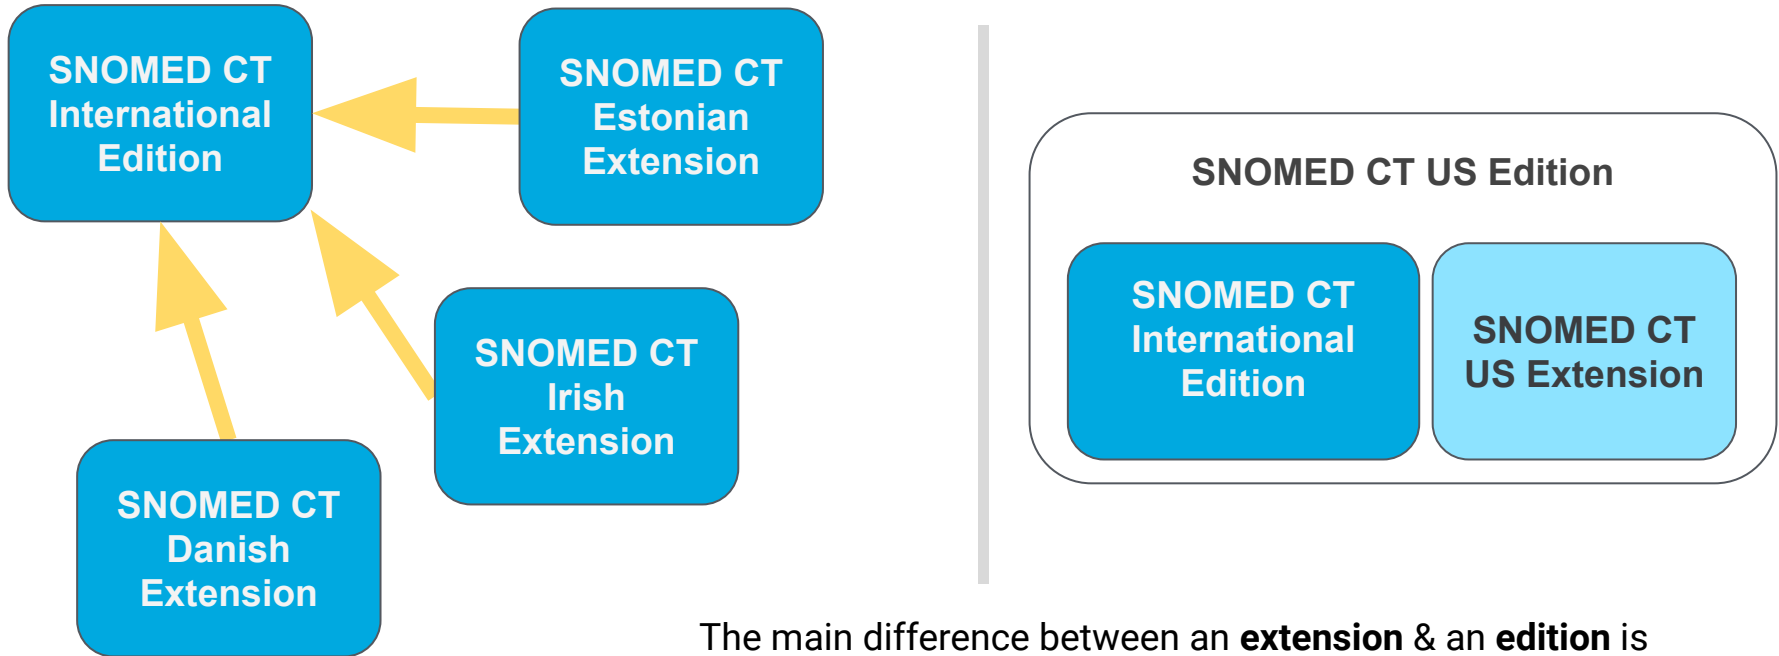 SNOMED CT
International
Edition
SNOMED CT
Estonian
Extension
SNOMED CT
Irish
Extension
SNOMED CT
Danish
Extension
SNOMED CT US Edition
SNOMED CT
International
Edition
SNOMED CT
US Extension
The main difference between an extension & an edition is